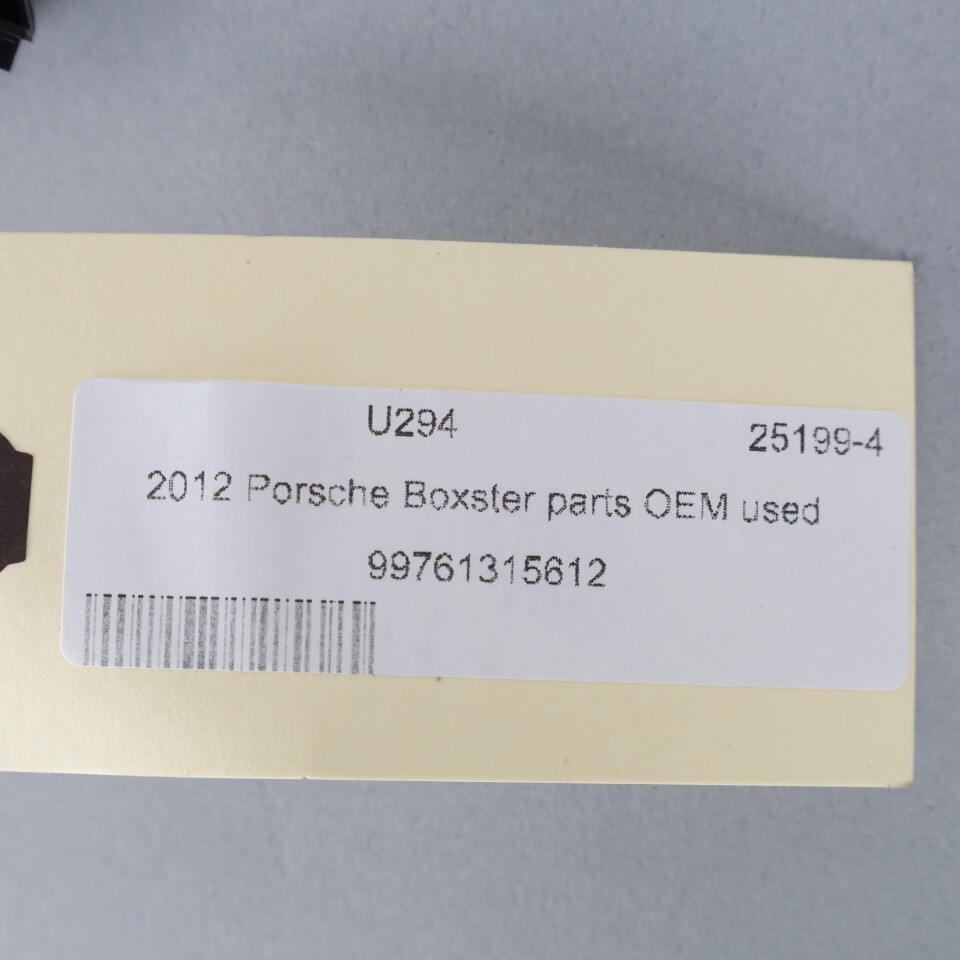 U294 25199-4
2012 Porsche Boxster parts OEM used
99761315612